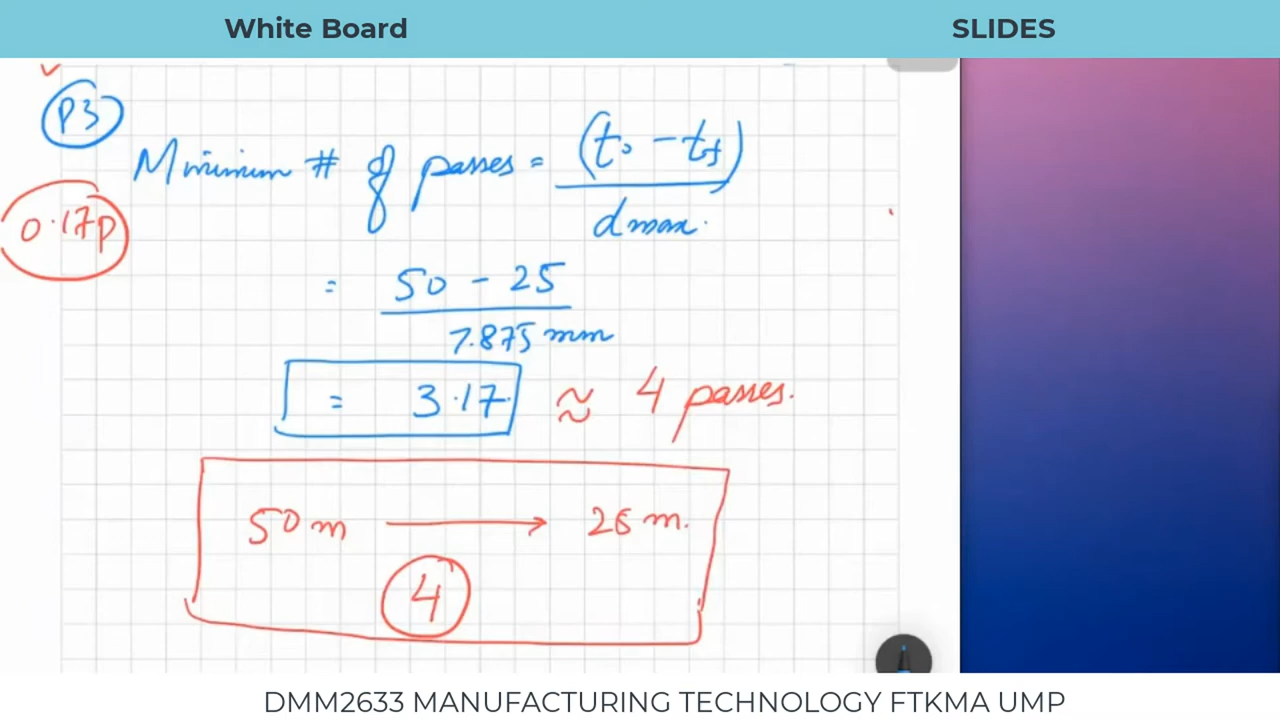 White Board
SLIDES
P3
Minimum # of passes = (to - tf)
dmax.
0.17p
= 50 - 25
7.875 mm
= 3.17 ≈ 4 passes.
50 m → 26 m.
4
DMM2633 MANUFACTURING TECHNOLOGY FTKMA UMP